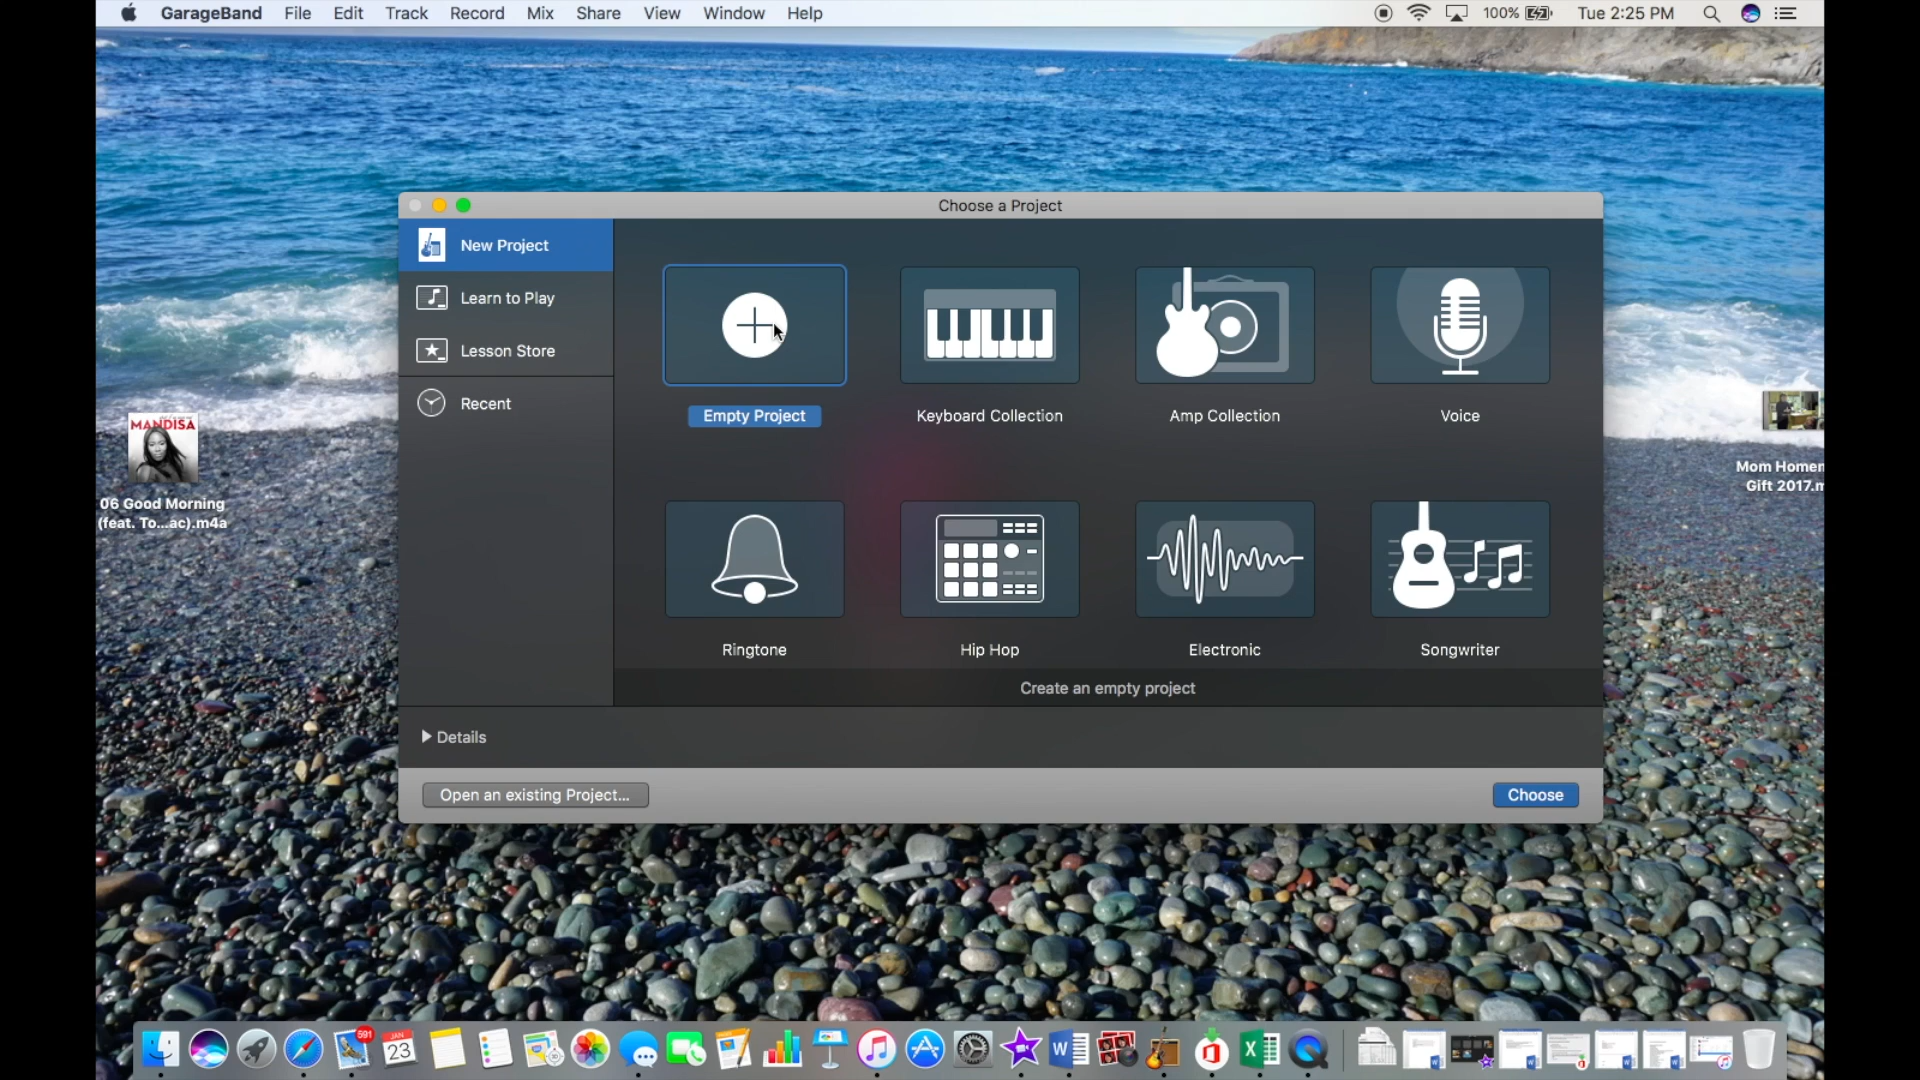 GarageBand File Edit Track Record Mix Share View Window Help 100% Tue 2:25 PM
Choose a Project
New Project
Learn to Play
Lesson Store
Recent
Empty Project Keyboard Collection Amp Collection Voice
Ringtone Hip Hop Electronic Songwriter
Create an empty project
Details
Open an existing Project... Choose
MANDISA
06 Good Morning
(feat. To...ac).m4a
Mom Homem
Gift 2017.m
591
JAN
23